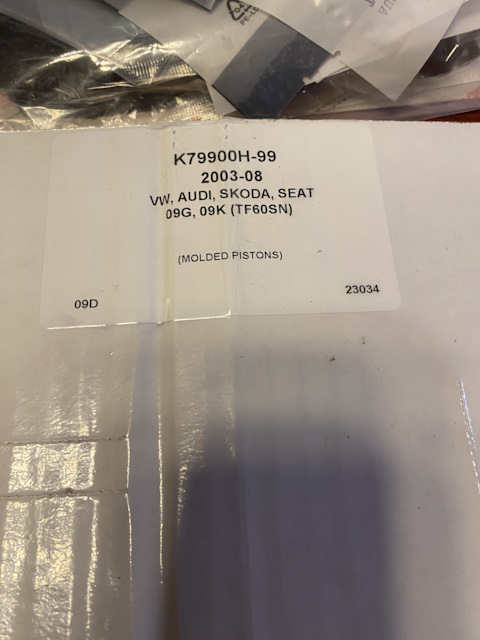 K79900H-99
2003-08
VW, AUDI, SKODA, SEAT
09G, 09K (TF60SN)
(MOLDED PISTONS)
09D
23034